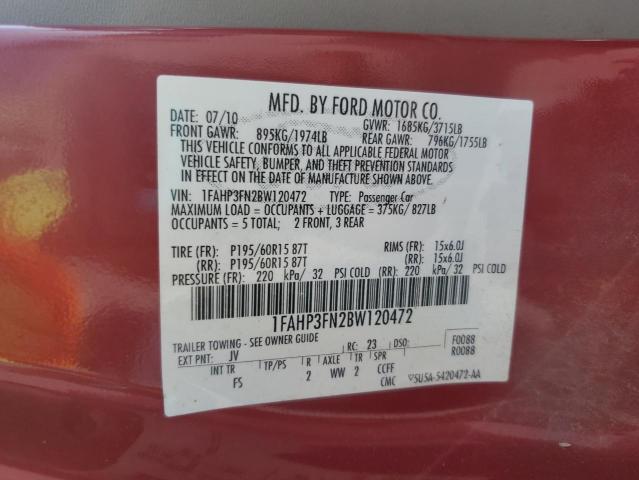 MFD. BY FORD MOTOR CO.
DATE: 07/10 GVWR: 1685KG/3715LB
FRONT GAWR: 895KG/1974LB REAR GAWR: 796KG/1755LB
THIS VEHICLE CONFORMS TO ALL APPLICABLE FEDERAL MOTOR
VEHICLE SAFETY, BUMPER, AND THEFT PREVENTION STANDARDS
IN EFFECT ON THE DATE OF MANUFACTURE SHOWN ABOVE.
VIN: 1FAHP3FN2BW120472 TYPE: Passenger Car
MAXIMUM LOAD = OCCUPANTS + LUGGAGE = 375KG/ 827LB
OCCUPANTS = 5 TOTAL: 2 FRONT, 3 REAR
TIRE (FR): P195/60R15 87T RIMS (FR): 15x6.0J
(RR): P195/60R15 87T (RR): 15x6.0J
PRESSURE (FR): 220 kPa/ 32 PSI COLD (RR): 220 kPa/ 32 PSI COLD
1FAHP3FN2BW120472
TRAILER TOWING - SEE OWNER GUIDE F0088
EXT PNT: JV RC: 23 DSO: R0088
INT TR TP/PS R AXLE TR SPR
FS 2 WW 2 CCFF
CMC SU5A-5420472-AA